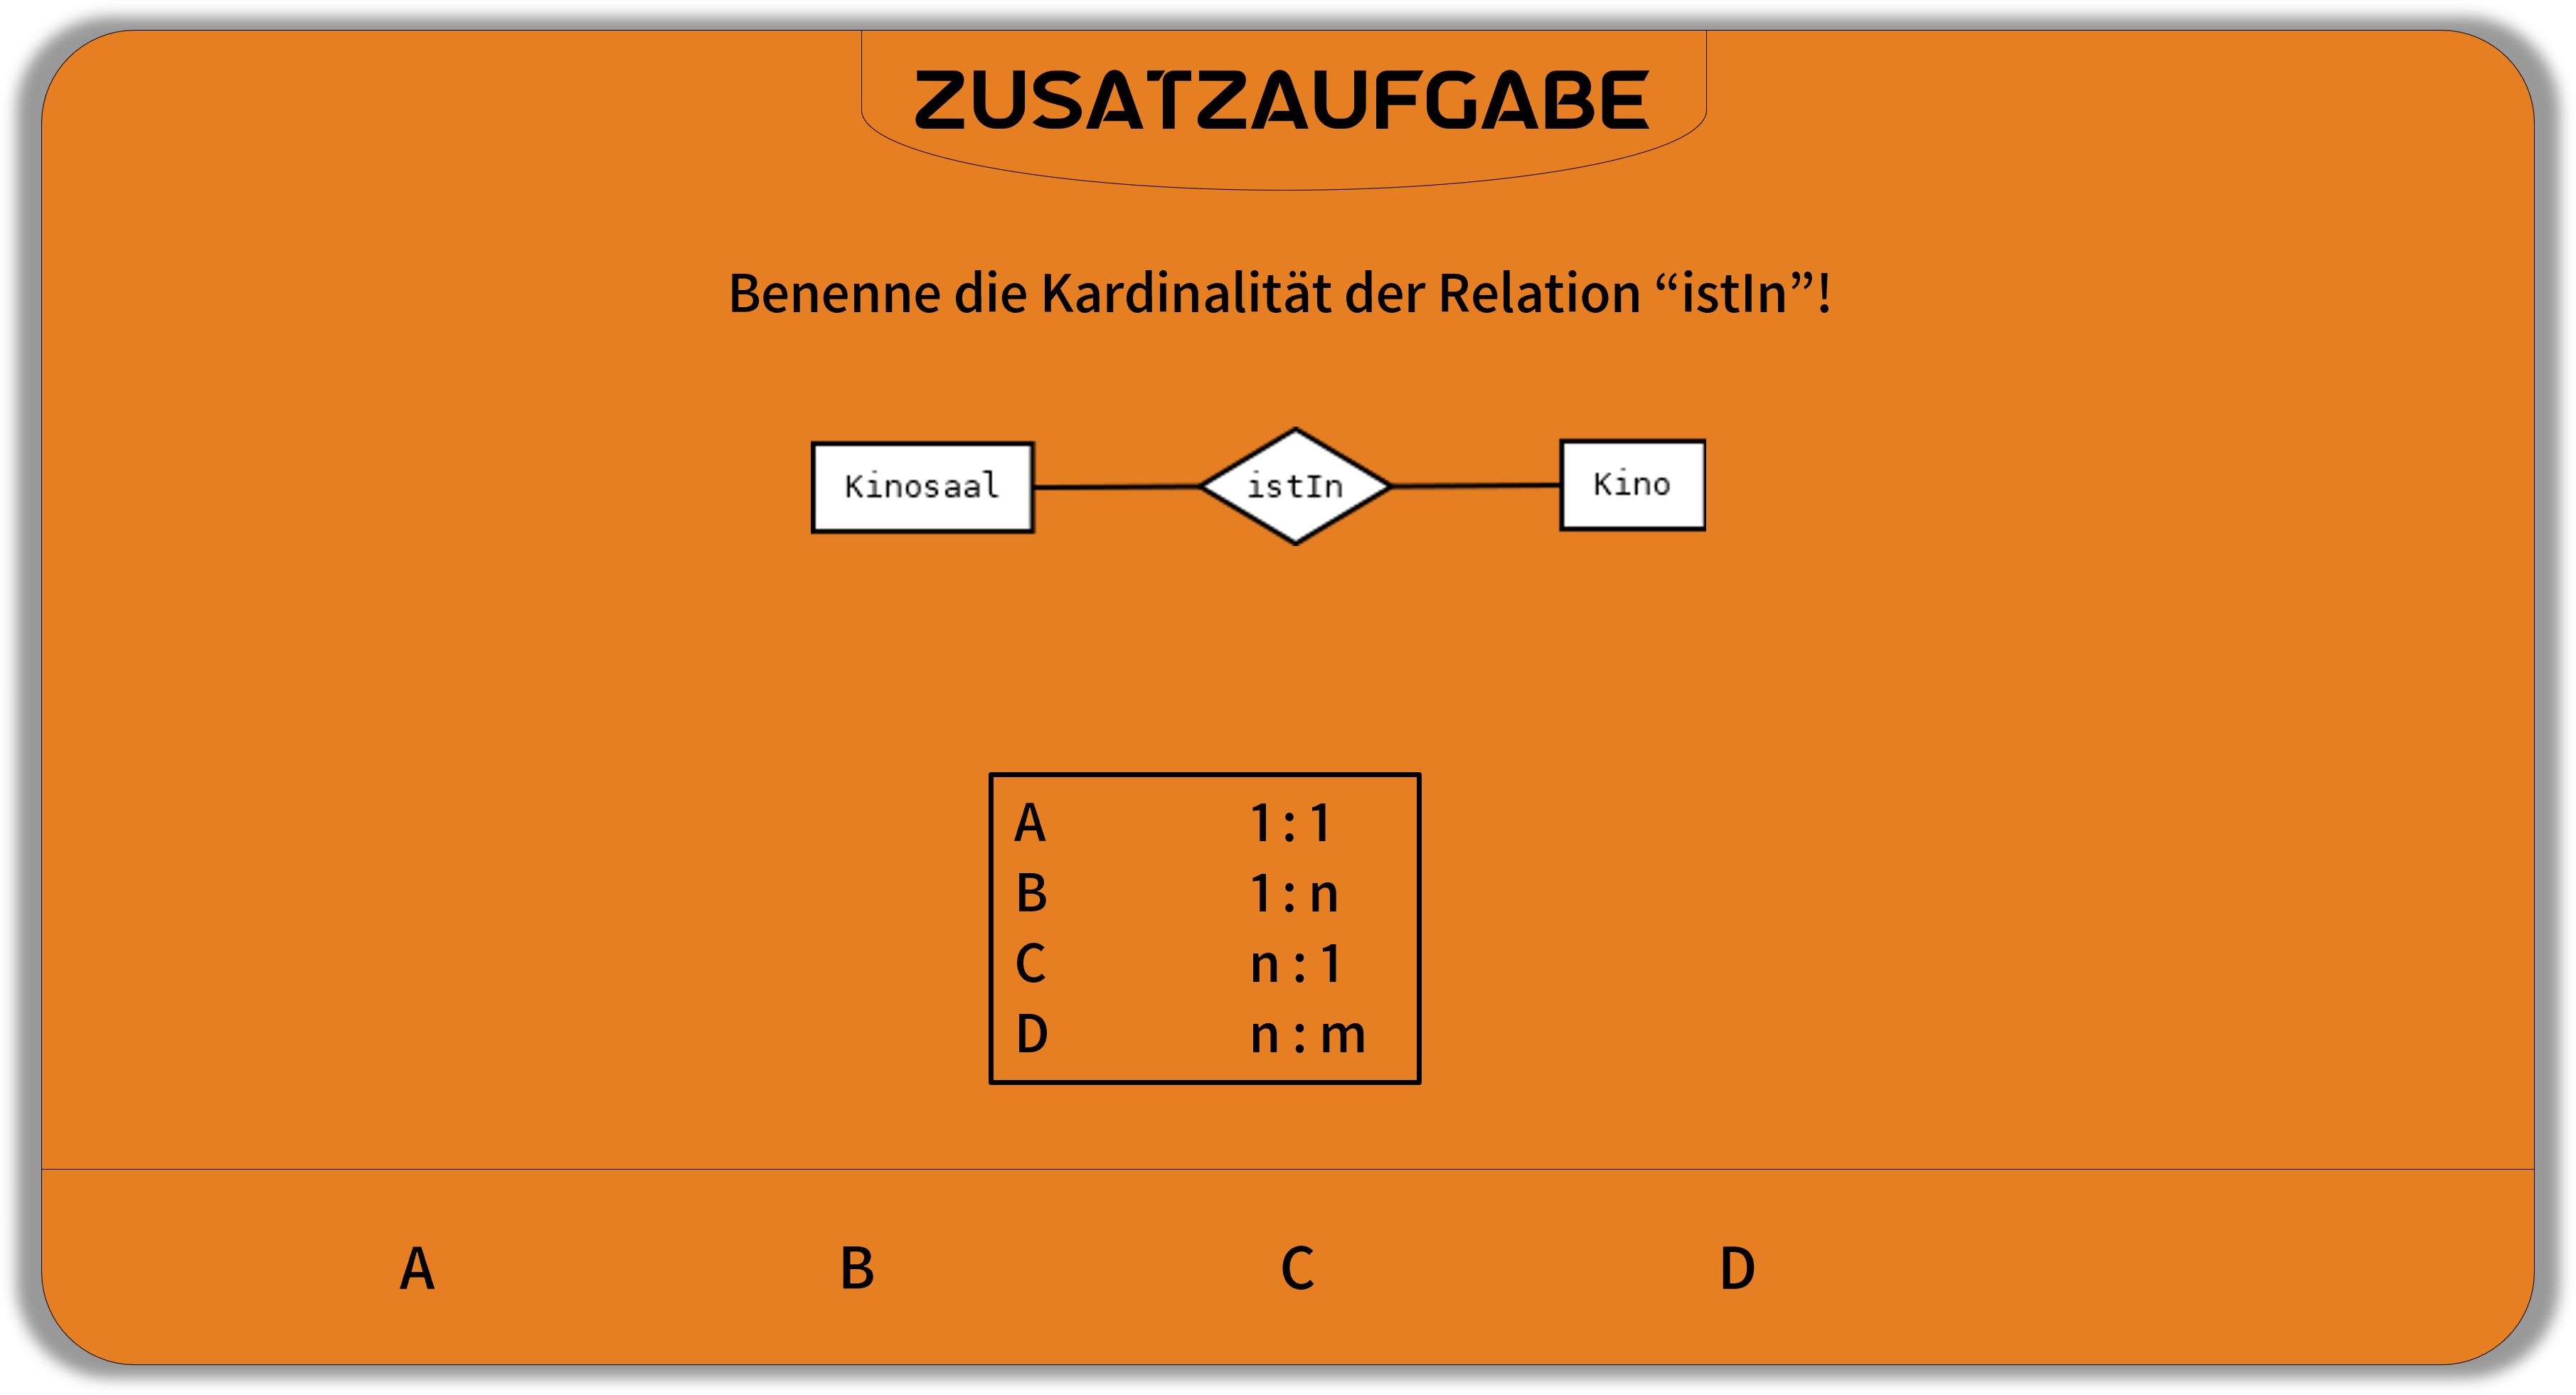 ZUSATZAUFGABE
Benenne die Kardinalität der Relation “istIn”!
Kinosaal istIn Kino
A 1:1
B 1:n
C n:1
D n:m
A B C D